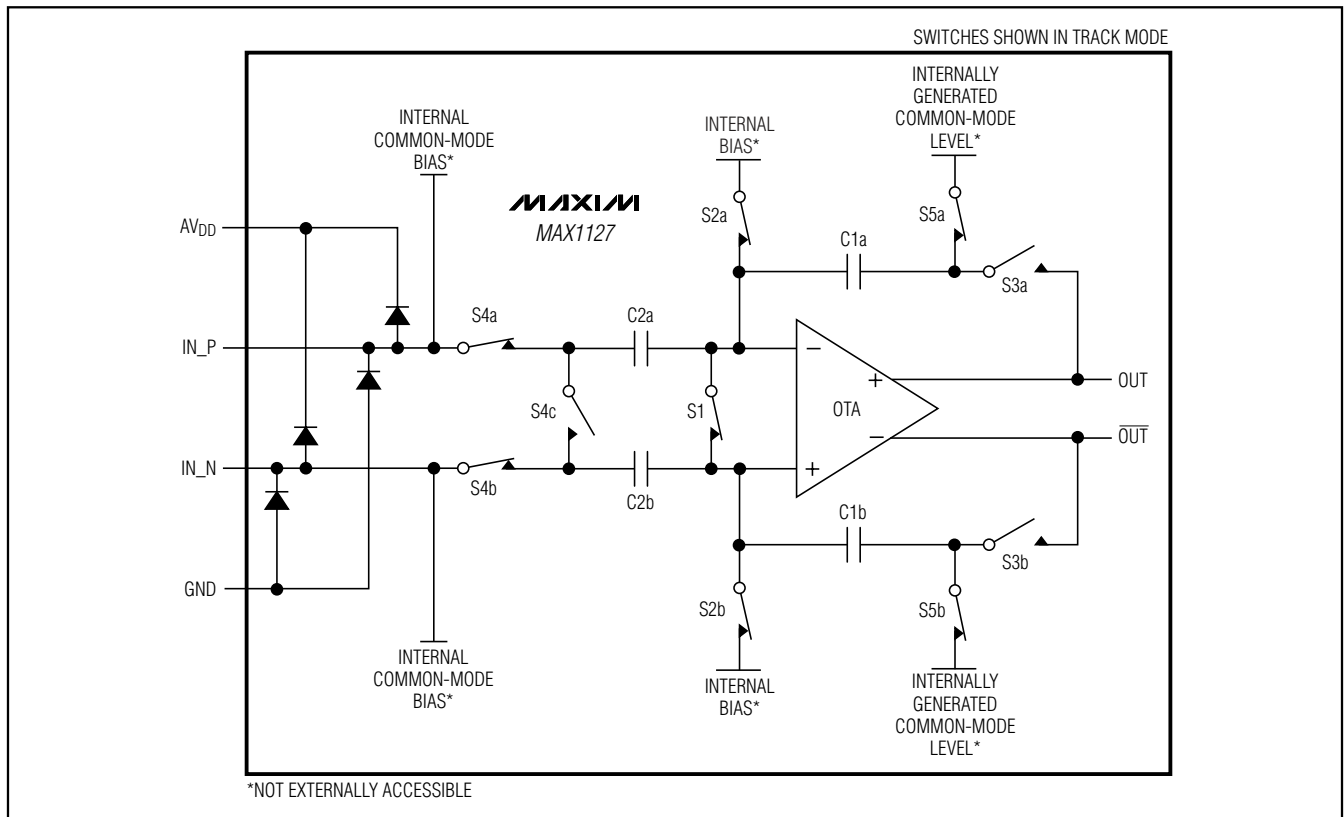 SWITCHES SHOWN IN TRACK MODE
INTERNALLY
GENERATED
COMMON-MODE
LEVEL*
INTERNAL
COMMON-MODE
BIAS*
INTERNAL
BIAS*
MAXIM
MAX1127
S2a
S5a
AVDD
C1a
S3a
S4a
C2a
IN_P
−
+
OUT
S4c
S1
OTA
−
OUT
IN_N
+
S4b
C2b
C1b
S3b
GND
S2b
S5b
INTERNAL
COMMON-MODE
BIAS*
INTERNAL
BIAS*
INTERNALLY
GENERATED
COMMON-MODE
LEVEL*
*NOT EXTERNALLY ACCESSIBLE